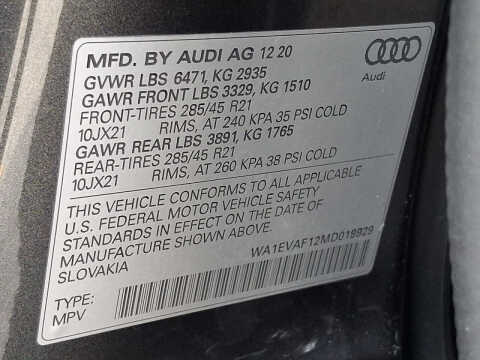 MFD. BY AUDI AG 12 20
GVWR LBS 6471, KG 2935
GAWR FRONT LBS 3329, KG 1510
FRONT-TIRES 285/45 R21
10JX21 RIMS, AT 240 KPA 35 PSI COLD
GAWR REAR LBS 3891, KG 1765
REAR-TIRES 285/45 R21
10JX21 RIMS, AT 260 KPA 38 PSI COLD
THIS VEHICLE CONFORMS TO ALL APPLICABLE
U.S. FEDERAL MOTOR VEHICLE SAFETY
STANDARDS IN EFFECT ON THE DATE OF
MANUFACTURE SHOWN ABOVE.
SLOVAKIA
WA1EVAF12MD018929
TYPE:
MPV
Audi